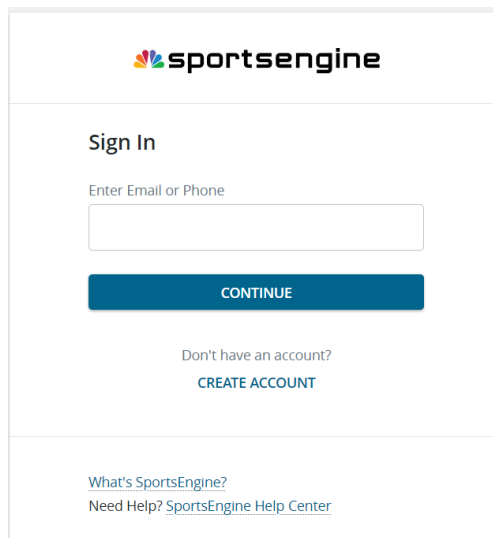 sportsengine
Sign In
Enter Email or Phone
CONTINUE
Don't have an account?
CREATE ACCOUNT
What's SportsEngine?
Need Help? SportsEngine Help Center